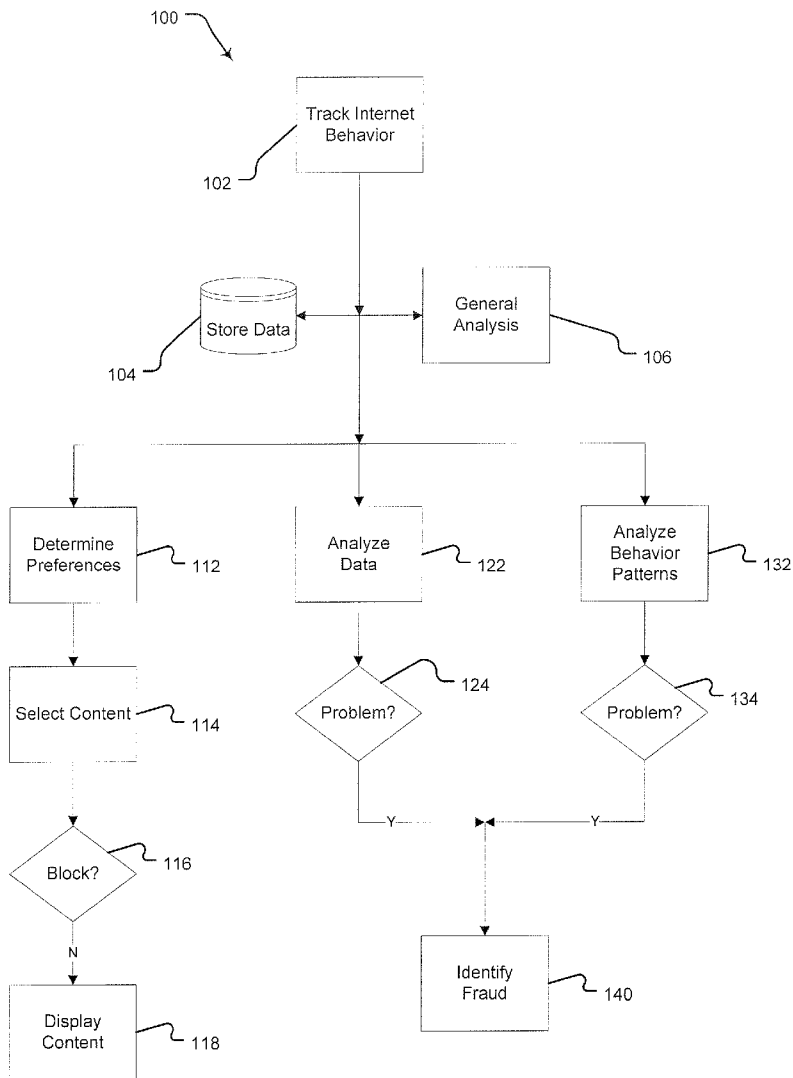 100
Track Internet
Behavior
102
Store Data
104
General
Analysis
106
Determine
Preferences
112
Analyze
Data
122
Analyze
Behavior
Patterns
132
Select Content
114
Problem?
124
Problem?
134
Y
Y
Block?
116
N
Identify
Fraud
140
Display
Content
118